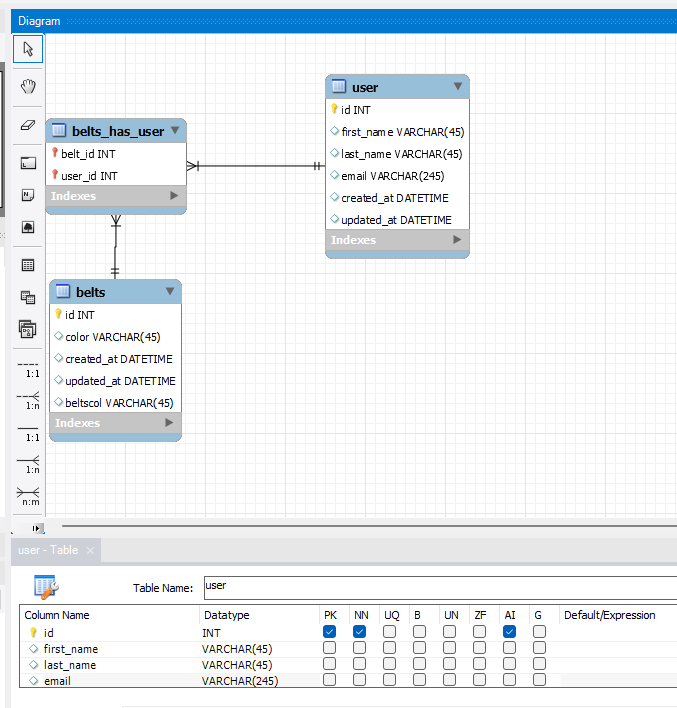 Diagram
user
id INT
first_name VARCHAR(45)
last_name VARCHAR(45)
email VARCHAR(245)
created_at DATETIME
updated_at DATETIME
Indexes
belts_has_user
belt_id INT
user_id INT
Indexes
belts
id INT
color VARCHAR(45)
created_at DATETIME
updated_at DATETIME
beltscol VARCHAR(45)
Indexes
1:1
1:n
1:1
1:n
n:m
user - Table
Table Name: user
Column Name Datatype PK NN UQ B UN ZF AI G Default/Expression
id INT
first_name VARCHAR(45)
last_name VARCHAR(45)
email VARCHAR(245)